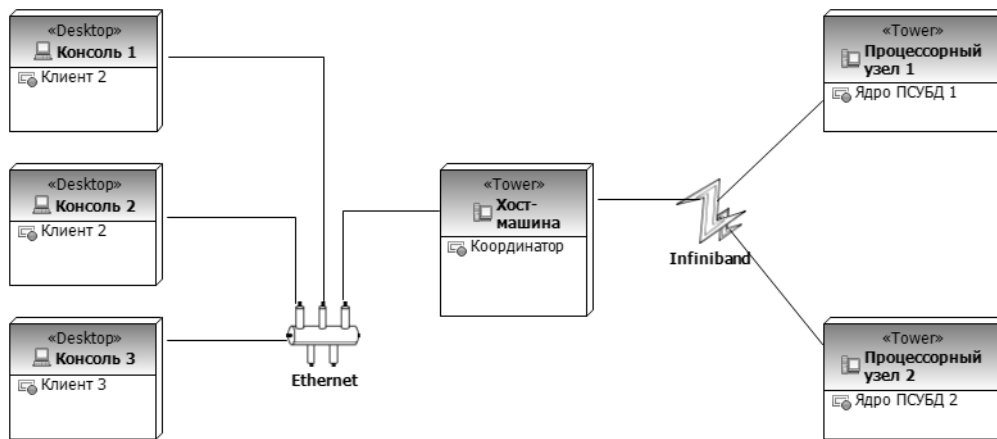 «Desktop»
Консоль 1
Клиент 2
«Desktop»
Консоль 2
Клиент 2
«Desktop»
Консоль 3
Клиент 3
Ethernet
«Tower»
Хост-
машина
Координатор
Infiniband
«Tower»
Процессорный
узел 1
Ядро ПСУБД 1
«Tower»
Процессорный
узел 2
Ядро ПСУБД 2